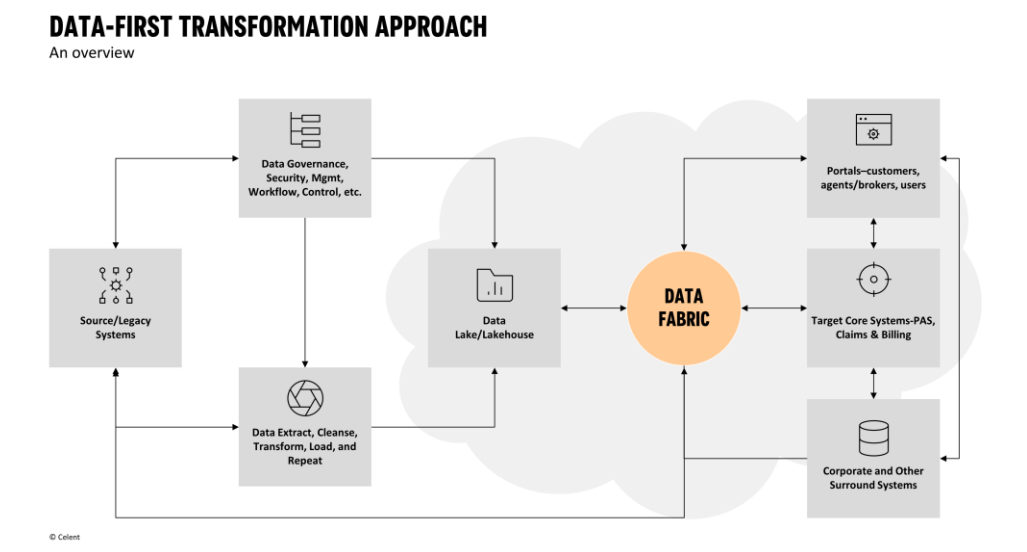 DATA-FIRST TRANSFORMATION APPROACH
An overview
Data Governance,
Security, Mgmt,
Workflow, Control, etc.
Portals–customers,
agents/brokers, users
Source/Legacy
Systems
Data
Lake/Lakehouse
DATA
FABRIC
Target Core Systems-PAS,
Claims & Billing
Data Extract, Cleanse,
Transform, Load, and
Repeat
Corporate and Other
Surround Systems
© Celent